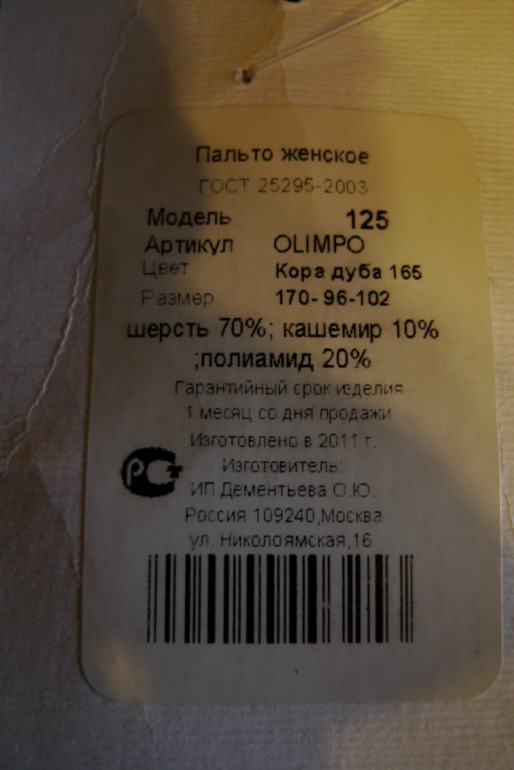 Пальто женское
ГОСТ 25295-2003
Модель 125
Артикул OLIMPO
Цвет Кора дуба 165
Размер 170- 96-102
шерсть 70%; кашемир 10%
;полиамид 20%
Гарантийный срок изделия
1 месяц со дня продажи
Изготовлено в 2011 г.
Изготовитель:
РСТ
ИП Дементьева О.Ю.
Россия 109240,Москва
ул. Николоямская,16